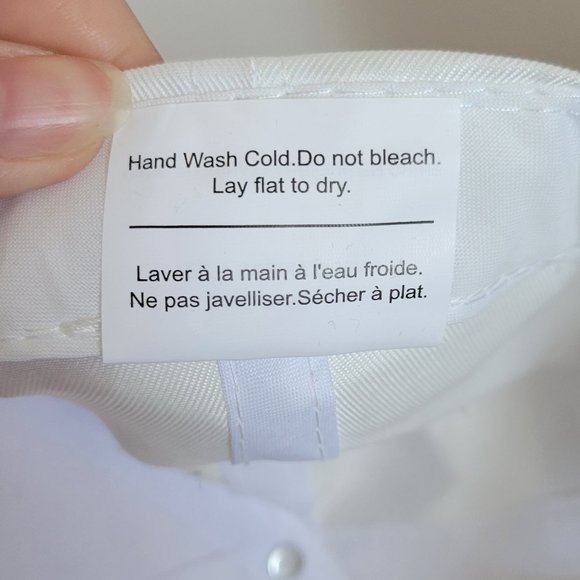 Hand Wash Cold.Do not bleach.
Lay flat to dry.
Laver à la main à l'eau froide.
Ne pas javelliser.Sécher à plat.